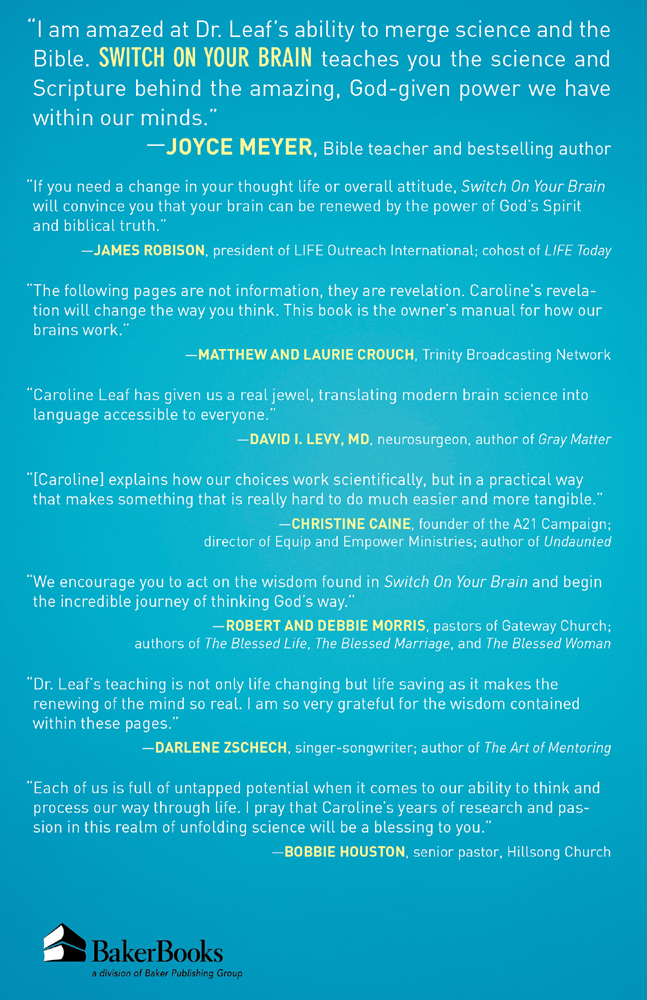 “I am amazed at Dr. Leaf’s ability to merge science and the
Bible. SWITCH ON YOUR BRAIN teaches you the science and
Scripture behind the amazing, God-given power we have
within our minds.”
—JOYCE MEYER, Bible teacher and bestselling author
“If you need a change in your thought life or overall attitude, Switch On Your Brain
will convince you that your brain can be renewed by the power of God’s Spirit
and biblical truth.”
—JAMES ROBISON, president of LIFE Outreach International; cohost of LIFE Today
“The following pages are not information, they are revelation. Caroline’s revela-
tion will change the way you think. This book is the owner’s manual for how our
brains work.”
—MATTHEW AND LAURIE CROUCH, Trinity Broadcasting Network
“Caroline Leaf has given us a real jewel, translating modern brain science into
language accessible to everyone.”
—DAVID I. LEVY, MD, neurosurgeon, author of Gray Matter
“[Caroline] explains how our choices work scientifically, but in a practical way
that makes something that is really hard to do much easier and more tangible.”
—CHRISTINE CAINE, founder of the A21 Campaign;
director of Equip and Empower Ministries; author of Undaunted
“We encourage you to act on the wisdom found in Switch On Your Brain and begin
the incredible journey of thinking God’s way.”
—ROBERT AND DEBBIE MORRIS, pastors of Gateway Church;
authors of The Blessed Life, The Blessed Marriage, and The Blessed Woman
“Dr. Leaf’s teaching is not only life changing but life saving as it makes the
renewing of the mind so real. I am so very grateful for the wisdom contained
within these pages.”
—DARLENE ZSCHECH, singer-songwriter; author of The Art of Mentoring
“Each of us is full of untapped potential when it comes to our ability to think and
process our way through life. I pray that Caroline’s years of research and pas-
sion in this realm of unfolding science will be a blessing to you.”
—BOBBIE HOUSTON, senior pastor, Hillsong Church
BakerBooks
a division of Baker Publishing Group